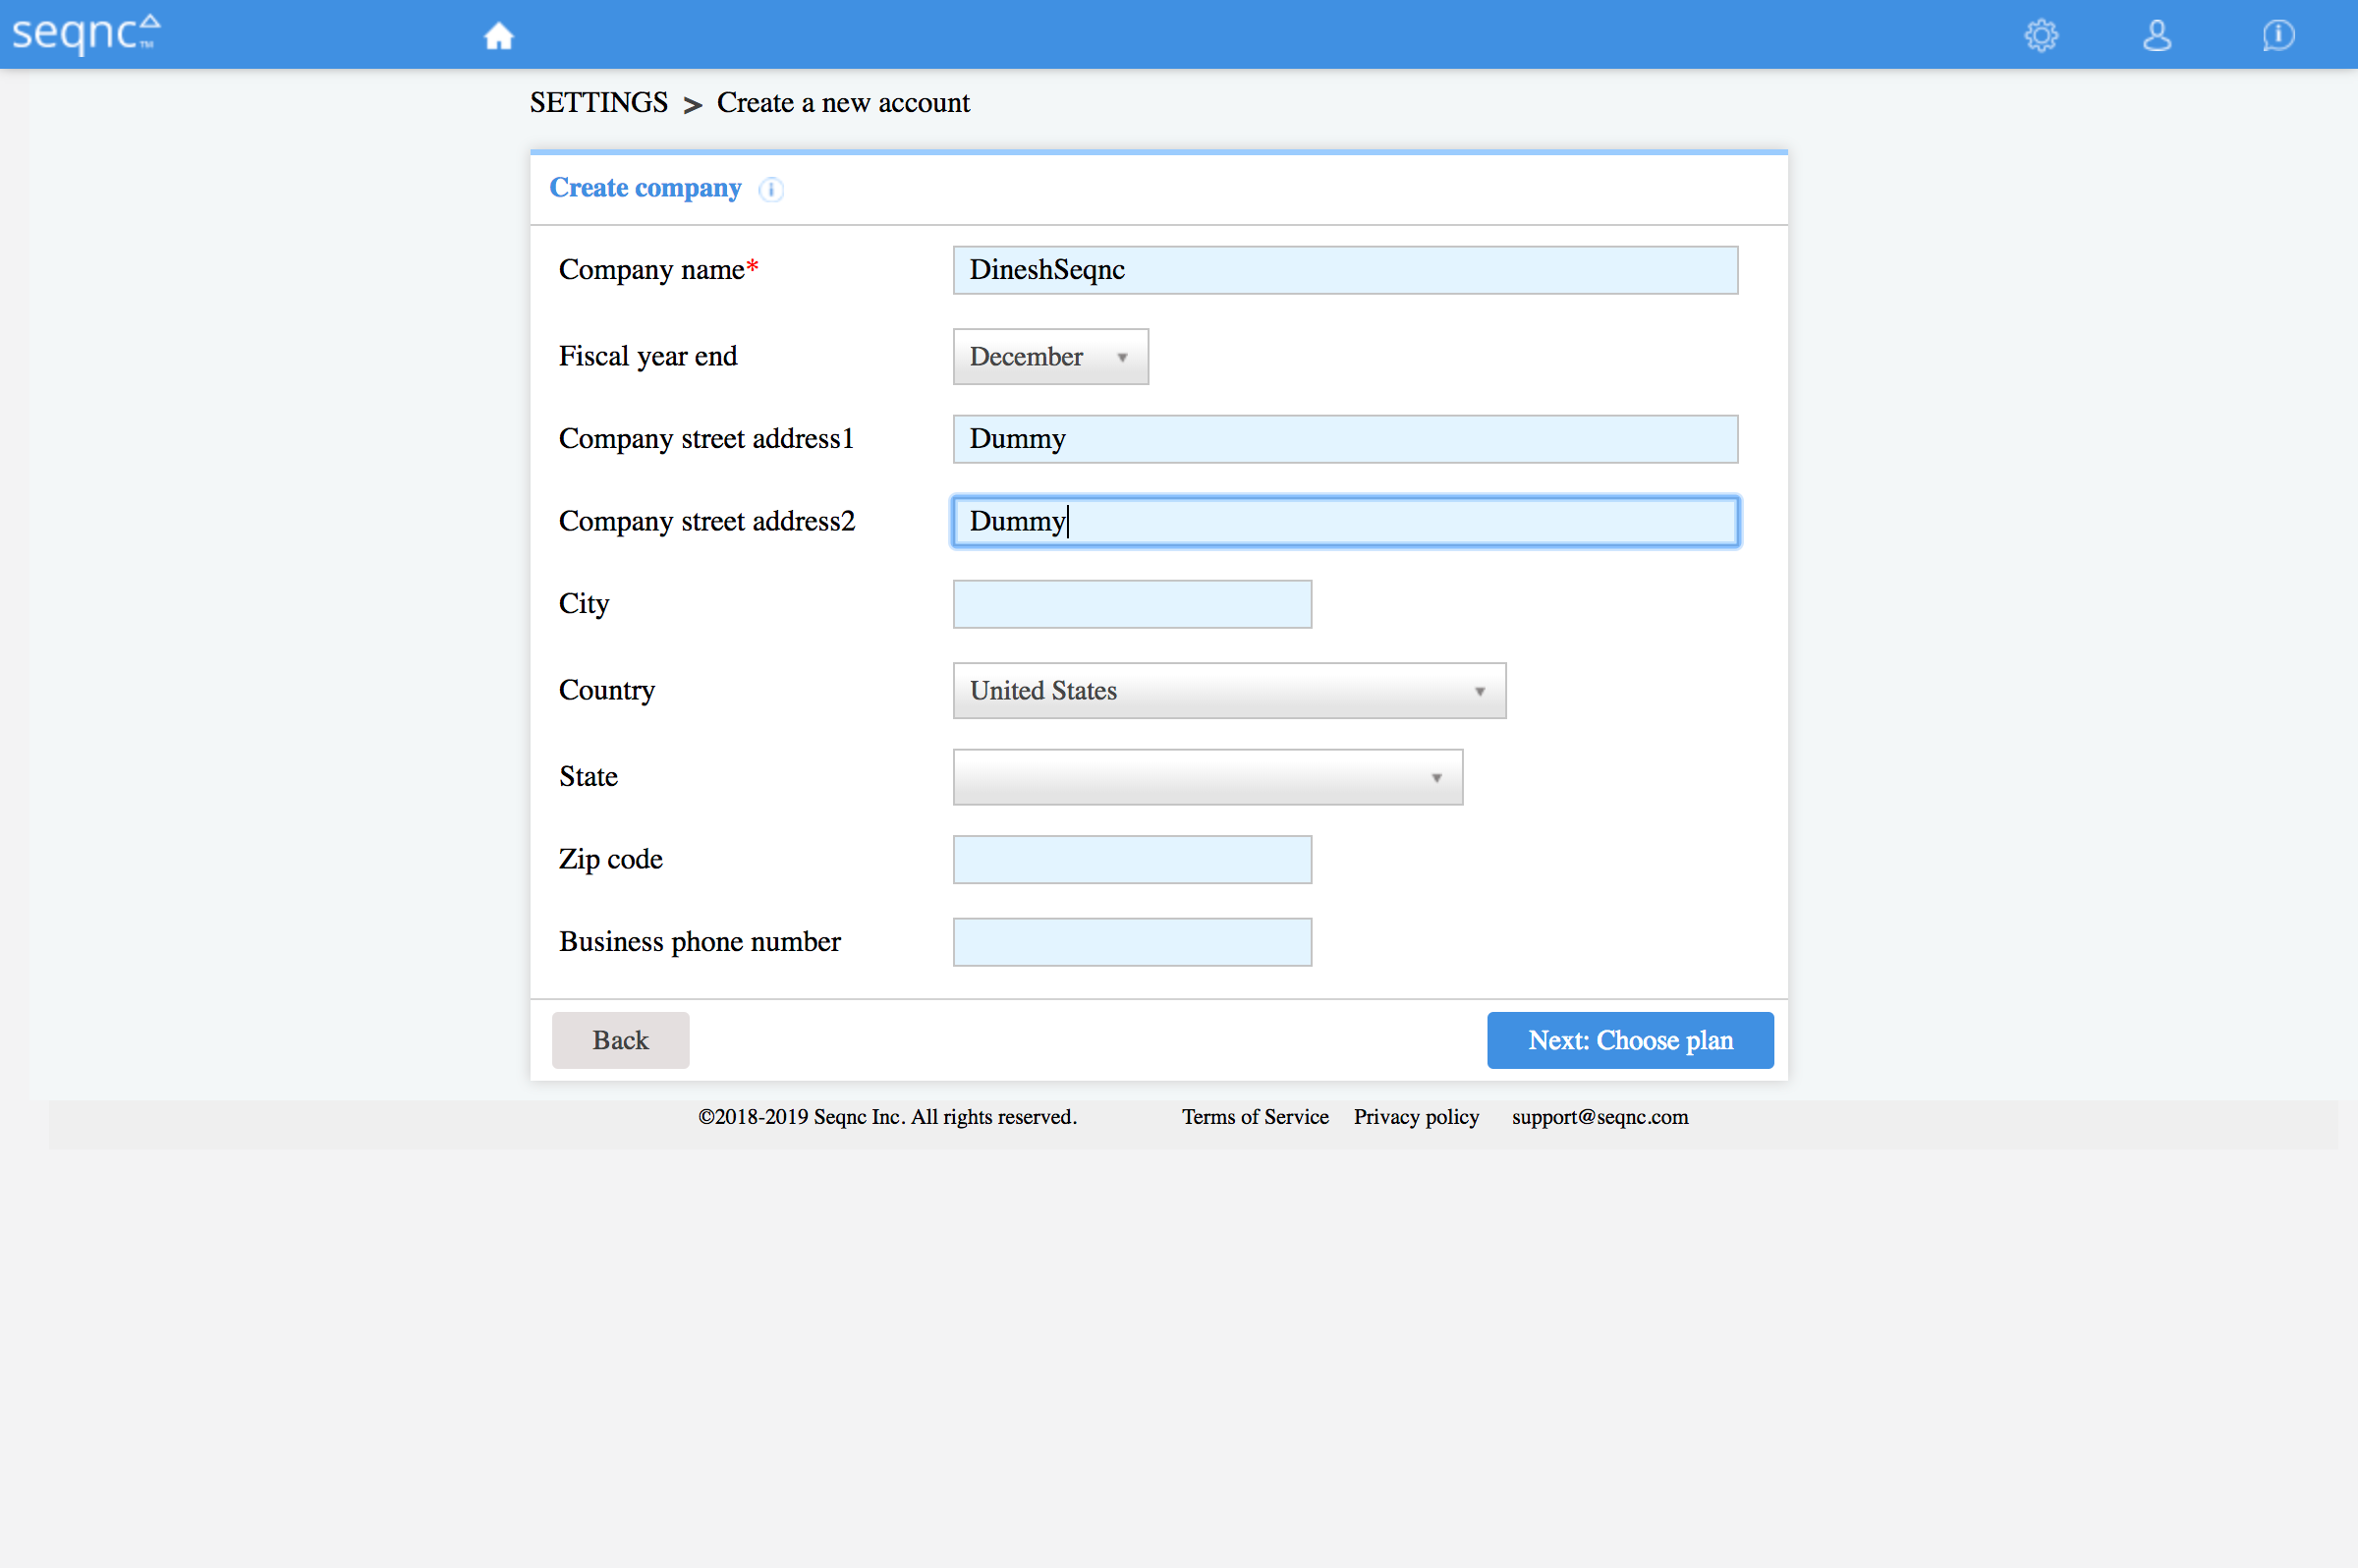 seqnc™
SETTINGS > Create a new account
Create company
Company name* DineshSeqnc
Fiscal year end December
Company street address1 Dummy
Company street address2 Dummy
City
Country United States
State
Zip code
Business phone number
Back Next: Choose plan
©2018-2019 Seqnc Inc. All rights reserved. Terms of Service Privacy policy support@seqnc.com